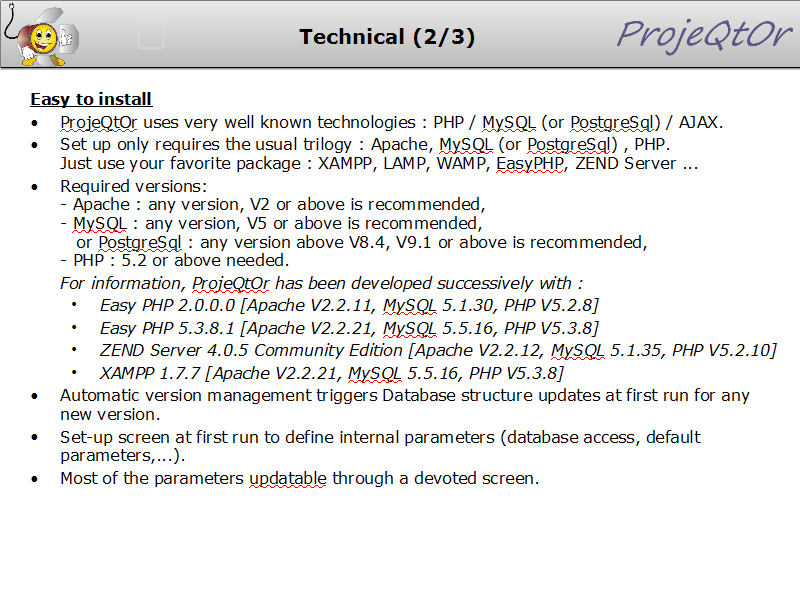 Technical (2/3)
ProjeQtOr
Easy to install
• ProjeQtOr uses very well known technologies : PHP / MySQL (or PostgreSql) / AJAX.
• Set up only requires the usual trilogy : Apache, MySQL (or PostgreSql) , PHP.
Just use your favorite package : XAMPP, LAMP, WAMP, EasyPHP, ZEND Server ...
• Required versions:
- Apache : any version, V2 or above is recommended,
- MySQL : any version, V5 or above is recommended,
or PostgreSql : any version above V8.4, V9.1 or above is recommended,
- PHP : 5.2 or above needed.
For information, ProjeQtOr has been developed successively with :
• Easy PHP 2.0.0.0 [Apache V2.2.11, MySQL 5.1.30, PHP V5.2.8]
• Easy PHP 5.3.8.1 [Apache V2.2.21, MySQL 5.5.16, PHP V5.3.8]
• ZEND Server 4.0.5 Community Edition [Apache V2.2.12, MySQL 5.1.35, PHP V5.2.10]
• XAMPP 1.7.7 [Apache V2.2.21, MySQL 5.5.16, PHP V5.3.8]
• Automatic version management triggers Database structure updates at first run for any
new version.
• Set-up screen at first run to define internal parameters (database access, default
parameters,...).
• Most of the parameters updatable through a devoted screen.